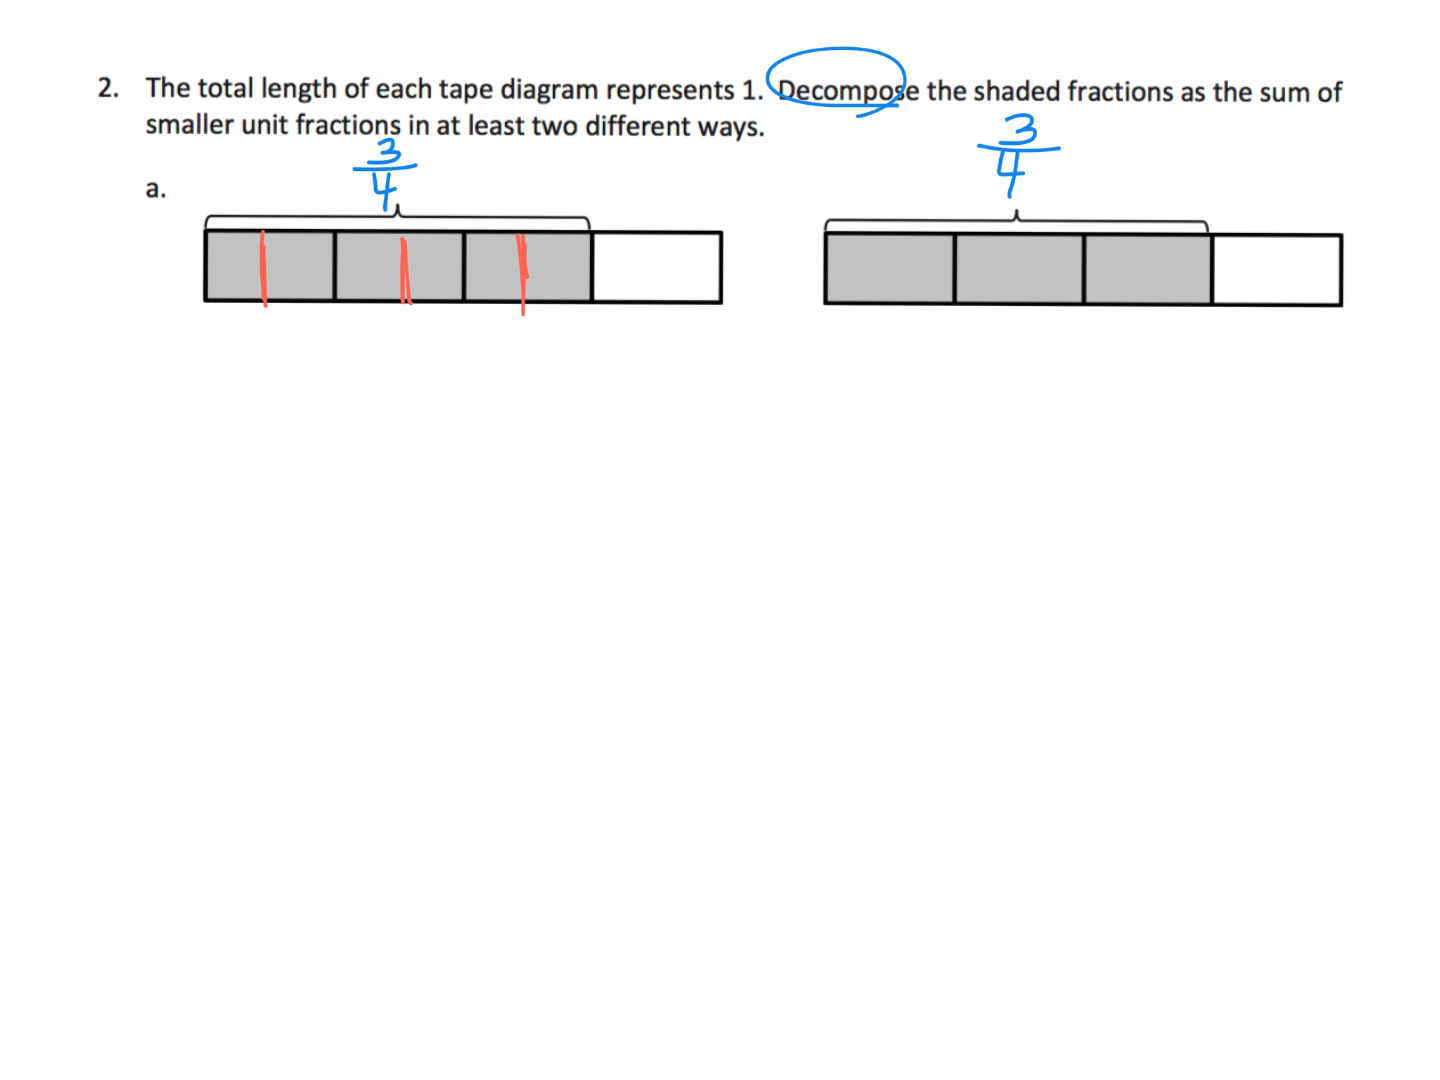 2. The total length of each tape diagram represents 1. Decompose the shaded fractions as the sum of
smaller unit fractions in at least two different ways.
3/4
3/4
a.